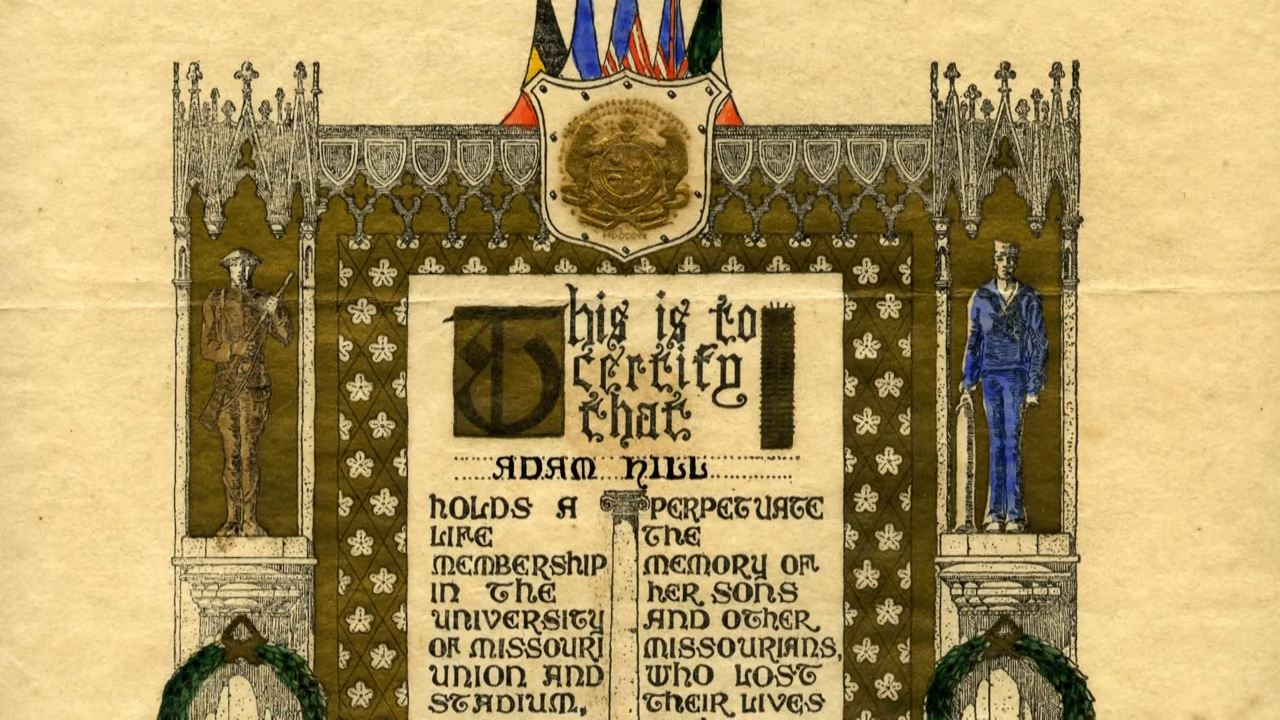 MDCCCXX
This is to
certify
that
ADAM HILL
HOLDS A
LIFE
MEMBERSHIP
IN THE
UNIVERSITY
OF MISSOURI
UNION AND
STADIUM,
PERPETUATE
THE
MEMORY OF
HER SONS
AND OTHER
MISSOURIANS,
WHO LOST
THEIR LIVES